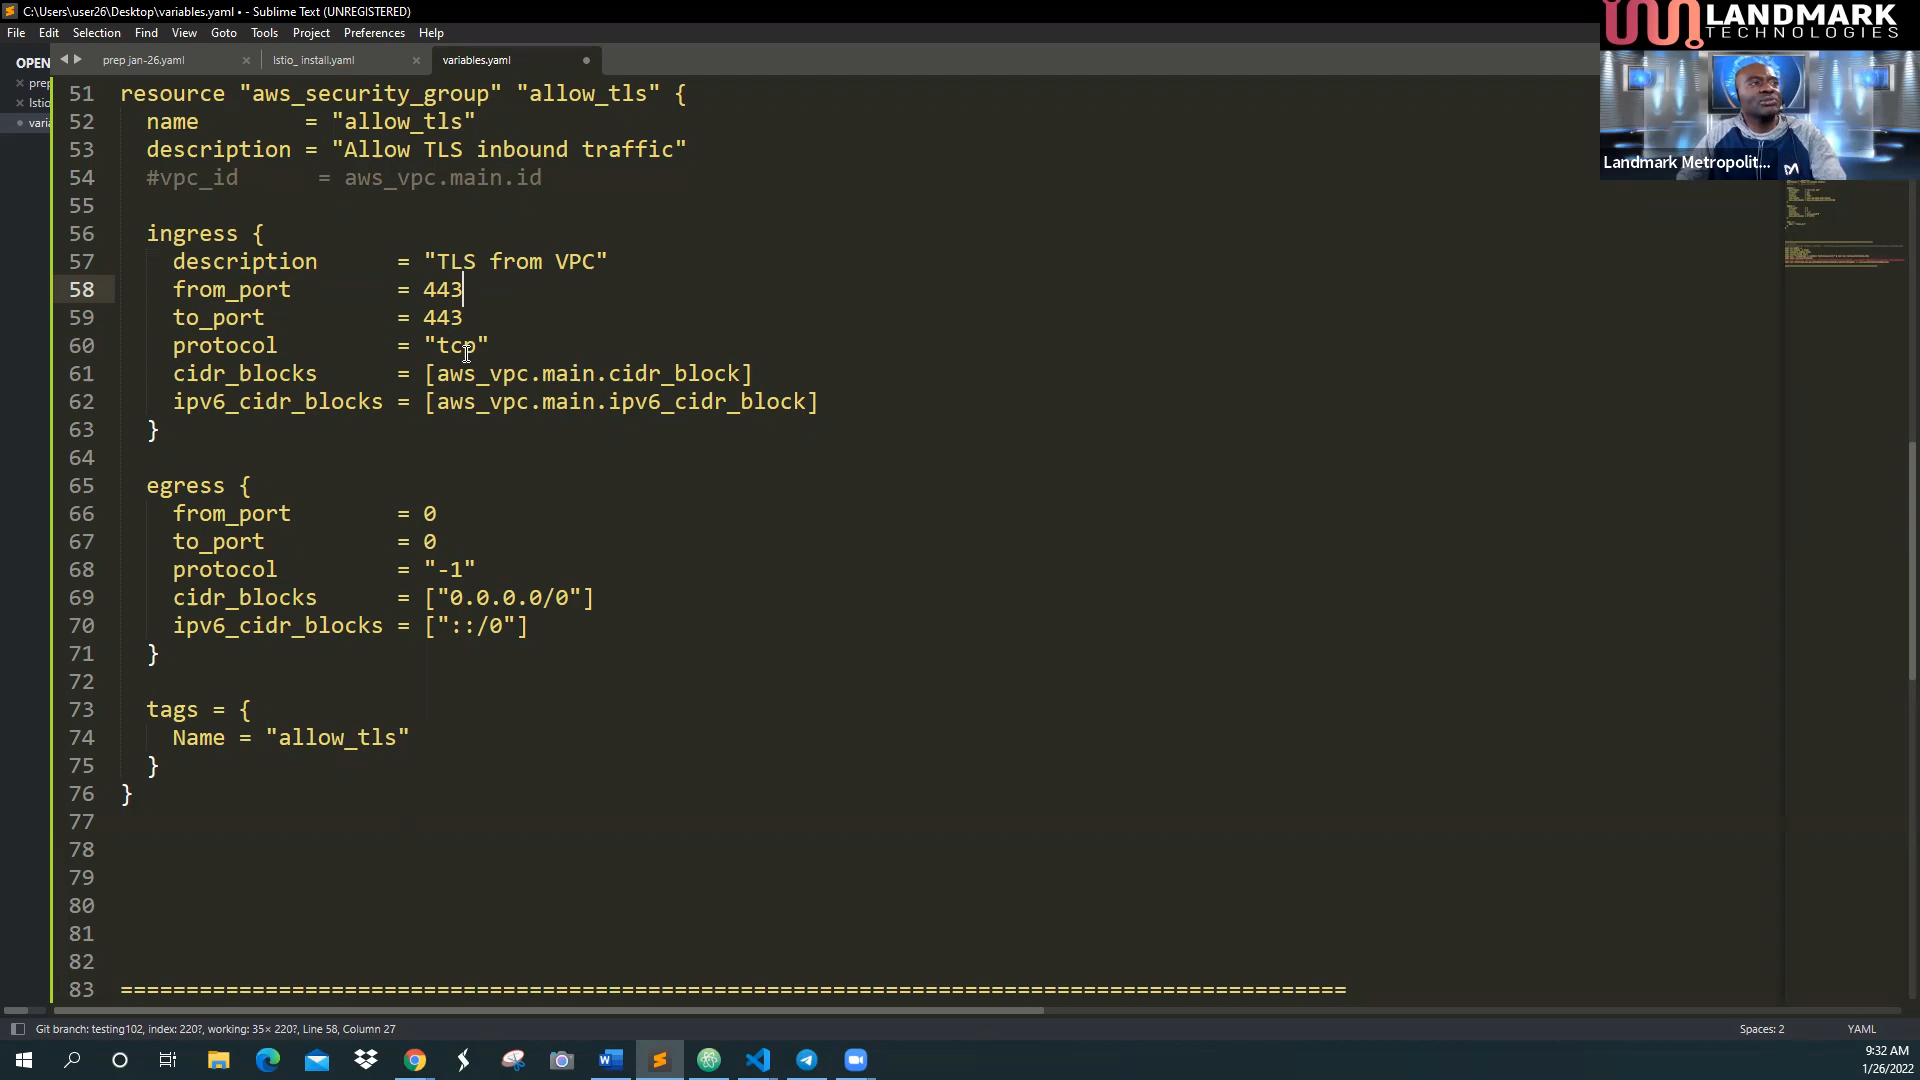 C:\Users\user26\Desktop\variables.yaml • - Sublime Text (UNREGISTERED)
File Edit Selection Find View Goto Tools Project Preferences Help
LANDMARK
TECHNOLOGIES
Landmark Metropolit...
OPEN
prep
Istio
varia
prep jan-26.yaml
Istio_ install.yaml
variables.yaml
51 resource "aws_security_group" "allow_tls" {
52 name = "allow_tls"
53 description = "Allow TLS inbound traffic"
54 #vpc_id = aws_vpc.main.id
55
56 ingress {
57 description = "TLS from VPC"
58 from_port = 443
59 to_port = 443
60 protocol = "tcp"
61 cidr_blocks = [aws_vpc.main.cidr_block]
62 ipv6_cidr_blocks = [aws_vpc.main.ipv6_cidr_block]
63 }
64
65 egress {
66 from_port = 0
67 to_port = 0
68 protocol = "-1"
69 cidr_blocks = ["0.0.0.0/0"]
70 ipv6_cidr_blocks = ["::/0"]
71 }
72
73 tags = {
74 Name = "allow_tls"
75 }
76 }
77
78
79
80
81
82
83 =============================================================================================
Git branch: testing102, index: 220?, working: 35× 220?, Line 58, Column 27
Spaces: 2
YAML
9:32 AM
1/26/2022